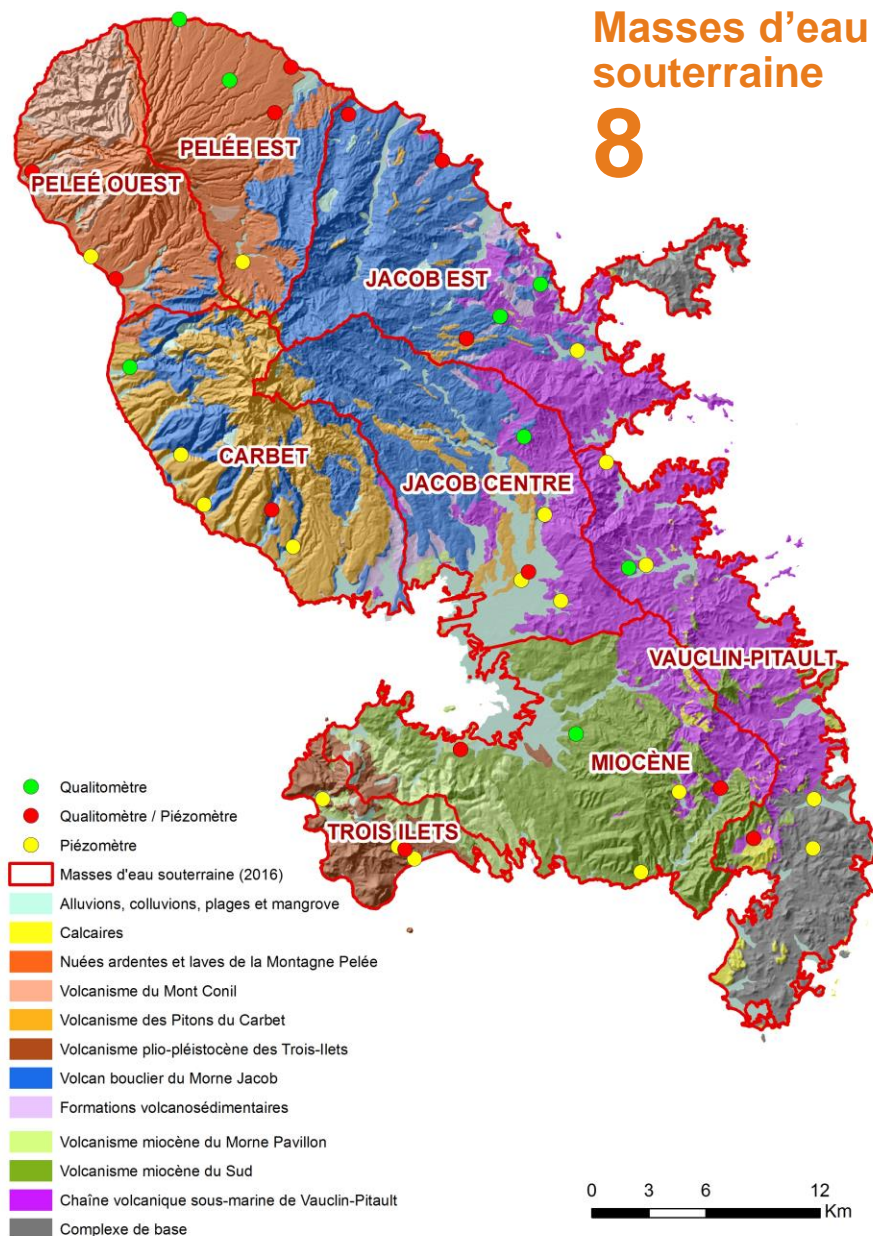 Masses d’eau
souterraine
8
PELÉE EST
PELEÉ OUEST
JACOB EST
CARBET
JACOB CENTRE
VAUCLIN-PITAULT
MIOCÈNE
TROIS ILETS
Qualitomètre
Qualitomètre / Piézomètre
Piézomètre
Masses d'eau souterraine (2016)
Alluvions, colluvions, plages et mangrove
Calcaires
Nuées ardentes et laves de la Montagne Pelée
Volcanisme du Mont Conil
Volcanisme des Pitons du Carbet
Volcanisme plio-pléistocène des Trois-Ilets
Volcan bouclier du Morne Jacob
Formations volcanosédimentaires
Volcanisme miocène du Morne Pavillon
Volcanisme miocène du Sud
Chaîne volcanique sous-marine de Vauclin-Pitault
Complexe de base
0 3 6 12
Km